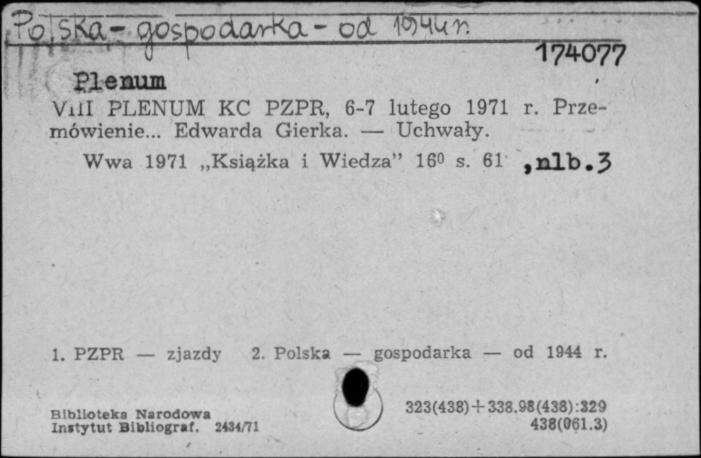 Polska - gospodarka - od 1944 r.
174077
Plenum
VIII PLENUM KC PZPR, 6-7 lutego 1971 r. Prze-
mówienie... Edwarda Gierka. — Uchwały.
Wwa 1971 „Książka i Wiedza” 16⁰ s. 61 , nlb. 3
1. PZPR — zjazdy 2. Polska — gospodarka — od 1944 r.
Biblioteka Narodowa
Instytut Bibliograf. 2434/71
323(438)+338.98(438):329
438(061.3)